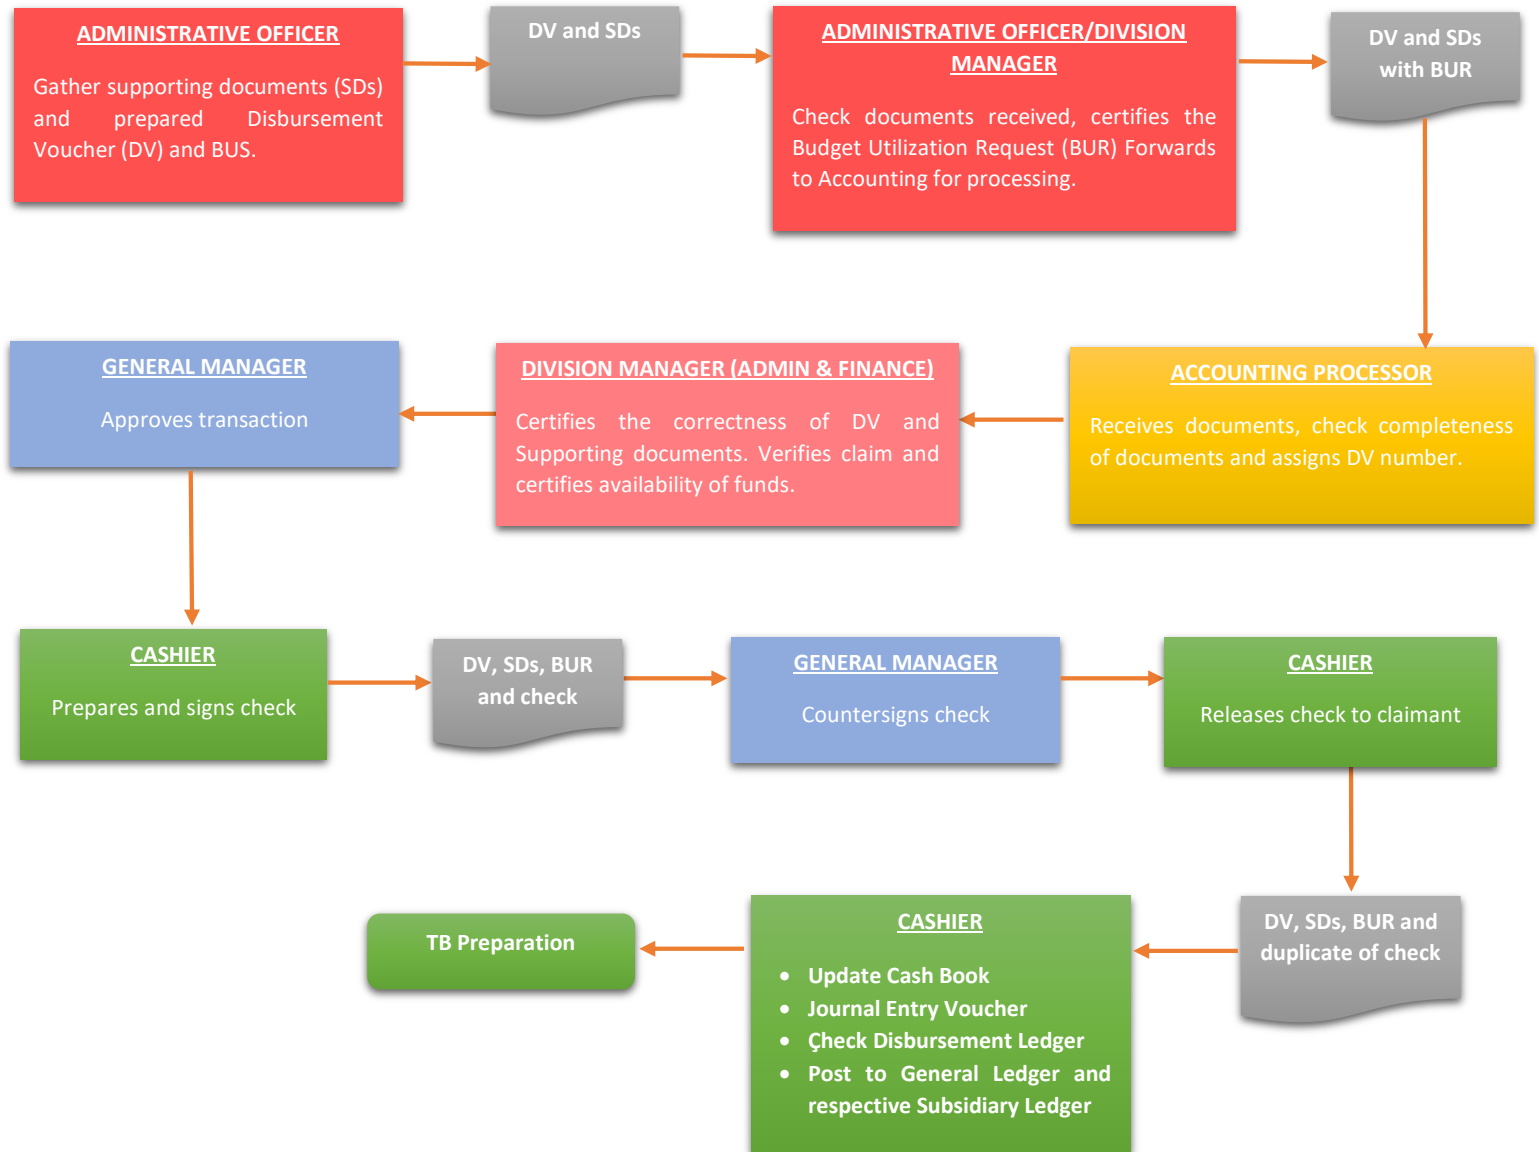 ADMINISTRATIVE OFFICER
Gather supporting documents (SDs)
and prepared Disbursement
Voucher (DV) and BUS.
DV and SDs
ADMINISTRATIVE OFFICER/DIVISION
MANAGER
Check documents received, certifies the
Budget Utilization Request (BUR) Forwards
to Accounting for processing.
DV and SDs
with BUR
ACCOUNTING PROCESSOR
Receives documents, check completeness
of documents and assigns DV number.
DIVISION MANAGER (ADMIN & FINANCE)
Certifies the correctness of DV and
Supporting documents. Verifies claim and
certifies availability of funds.
GENERAL MANAGER
Approves transaction
CASHIER
Prepares and signs check
DV, SDs, BUR
and check
GENERAL MANAGER
Countersigns check
CASHIER
Releases check to claimant
DV, SDs, BUR and
duplicate of check
CASHIER
• Update Cash Book
• Journal Entry Voucher
• Çheck Disbursement Ledger
• Post to General Ledger and
respective Subsidiary Ledger
TB Preparation